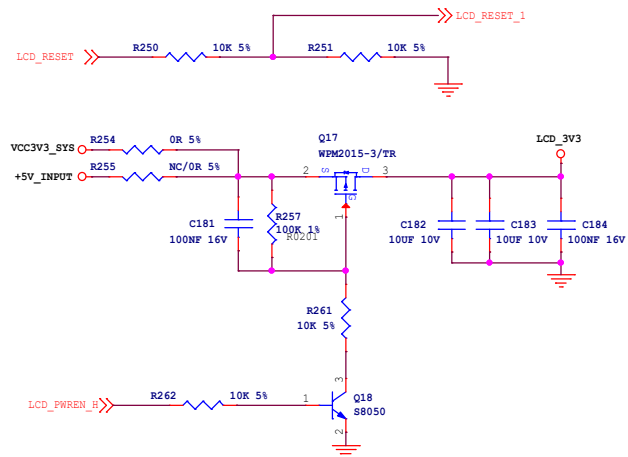 LCD_RESET_1
R250 10K 5% R251 10K 5%
LCD_RESET
Q17
WPM2015-3/TR
LCD_3V3
R254 0R 5%
VCC3V3_SYS
R255 NC/0R 5%
+5V_INPUT
2 S D 3
G
1
C181
100NF 16V
R257
100K 1%
R0201
C182
10UF 10V
C183
10UF 10V
C184
100NF 16V
R261
10K 5%
3
R262 10K 5%
LCD_PWREN_H
1
Q18
S8050
2